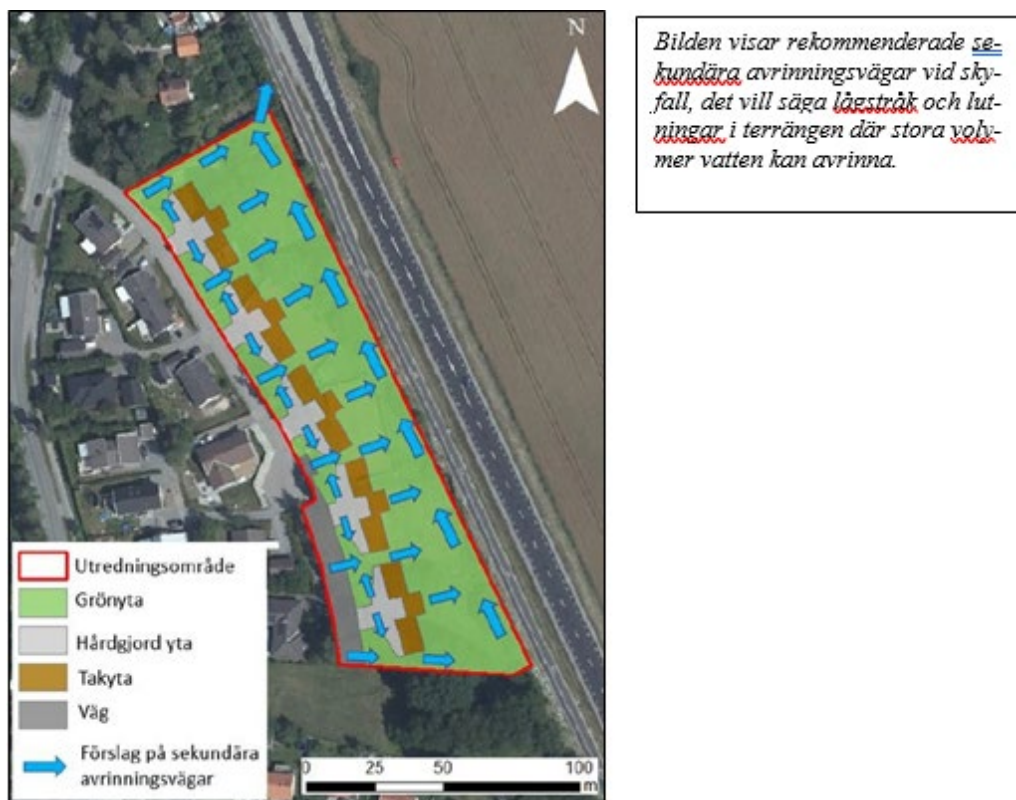 N
Bilden visar rekommenderade se-
kundära avrinningsvägar vid sky-
fall, det vill säga lågstråk och lut-
ningar i terrängen där stora voly-
mer vatten kan avrinna.
Utredningsområde
Grönyta
Hårdgjord yta
Takyta
Väg
Förslag på sekundära
avrinningsvägar
0 25 50 100
m